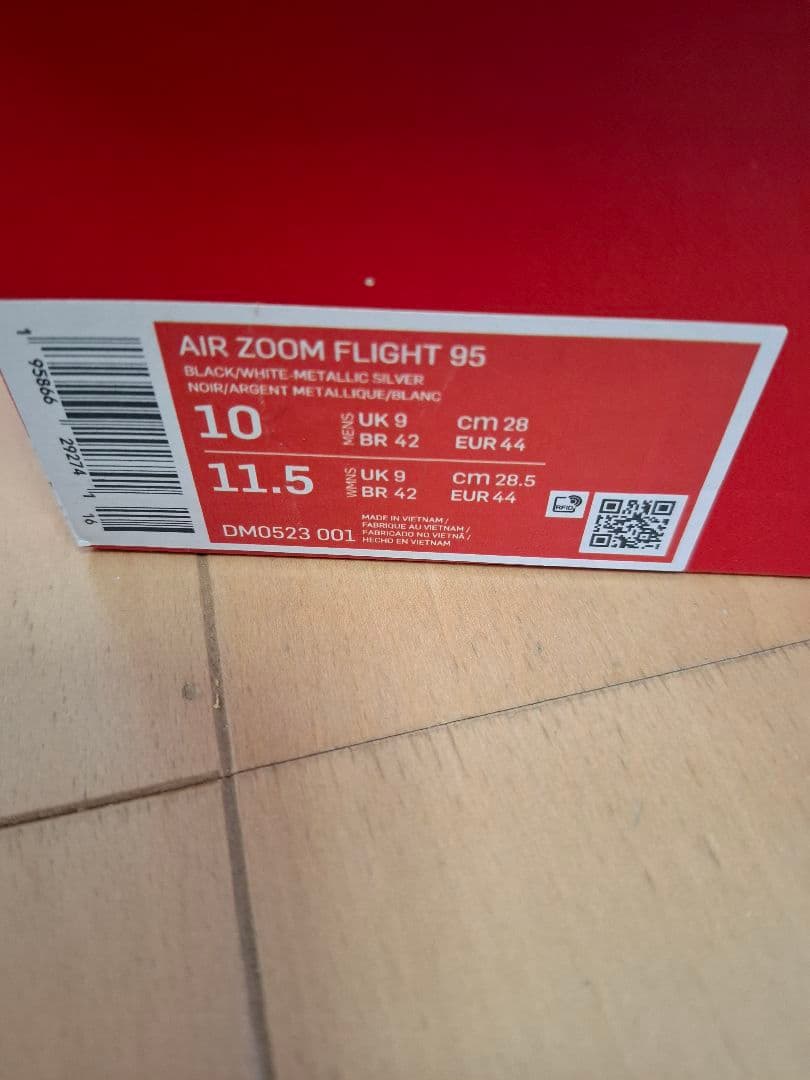 AIR ZOOM FLIGHT 95
BLACK/WHITE-METALLIC SILVER
NOIR/ARGENT METALLIQUE/BLANC
10 MENS UK 9 cm 28
BR 42 EUR 44
11.5 WMNS UK 9 cm 28.5
BR 42 EUR 44
RFID
DM0523 001
MADE IN VIETNAM /
FABRIQUE AU VIETNAM /
FABRICADO NO VIETNÃ /
HECHO EN VIETNAM
1 95866 29274 1 16